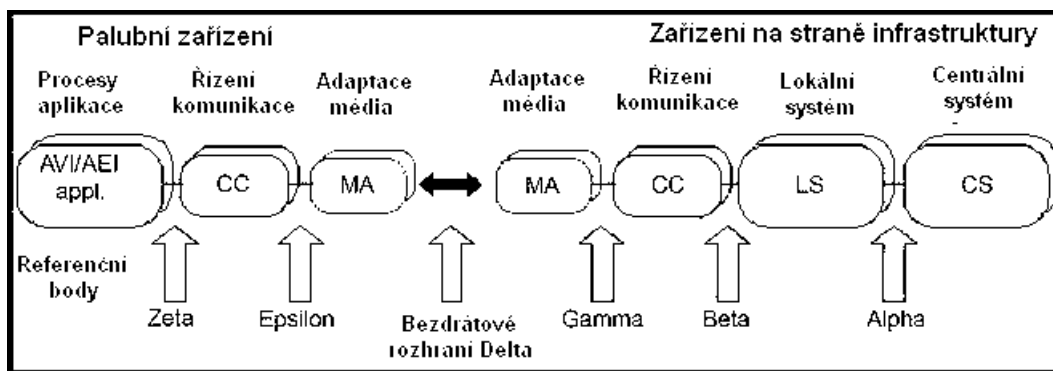 Palubní zařízení
Zařízení na straně infrastruktury
Procesy
aplikace
Řízení
komunikace
Adaptace
média
Adaptace
média
Řízení
komunikace
Lokální
systém
Centrální
systém
AVI/AEI
appl.
CC
MA
MA
CC
LS
CS
Referenční
body
Zeta
Epsilon
Bezdrátové
rozhraní Delta
Gamma
Beta
Alpha